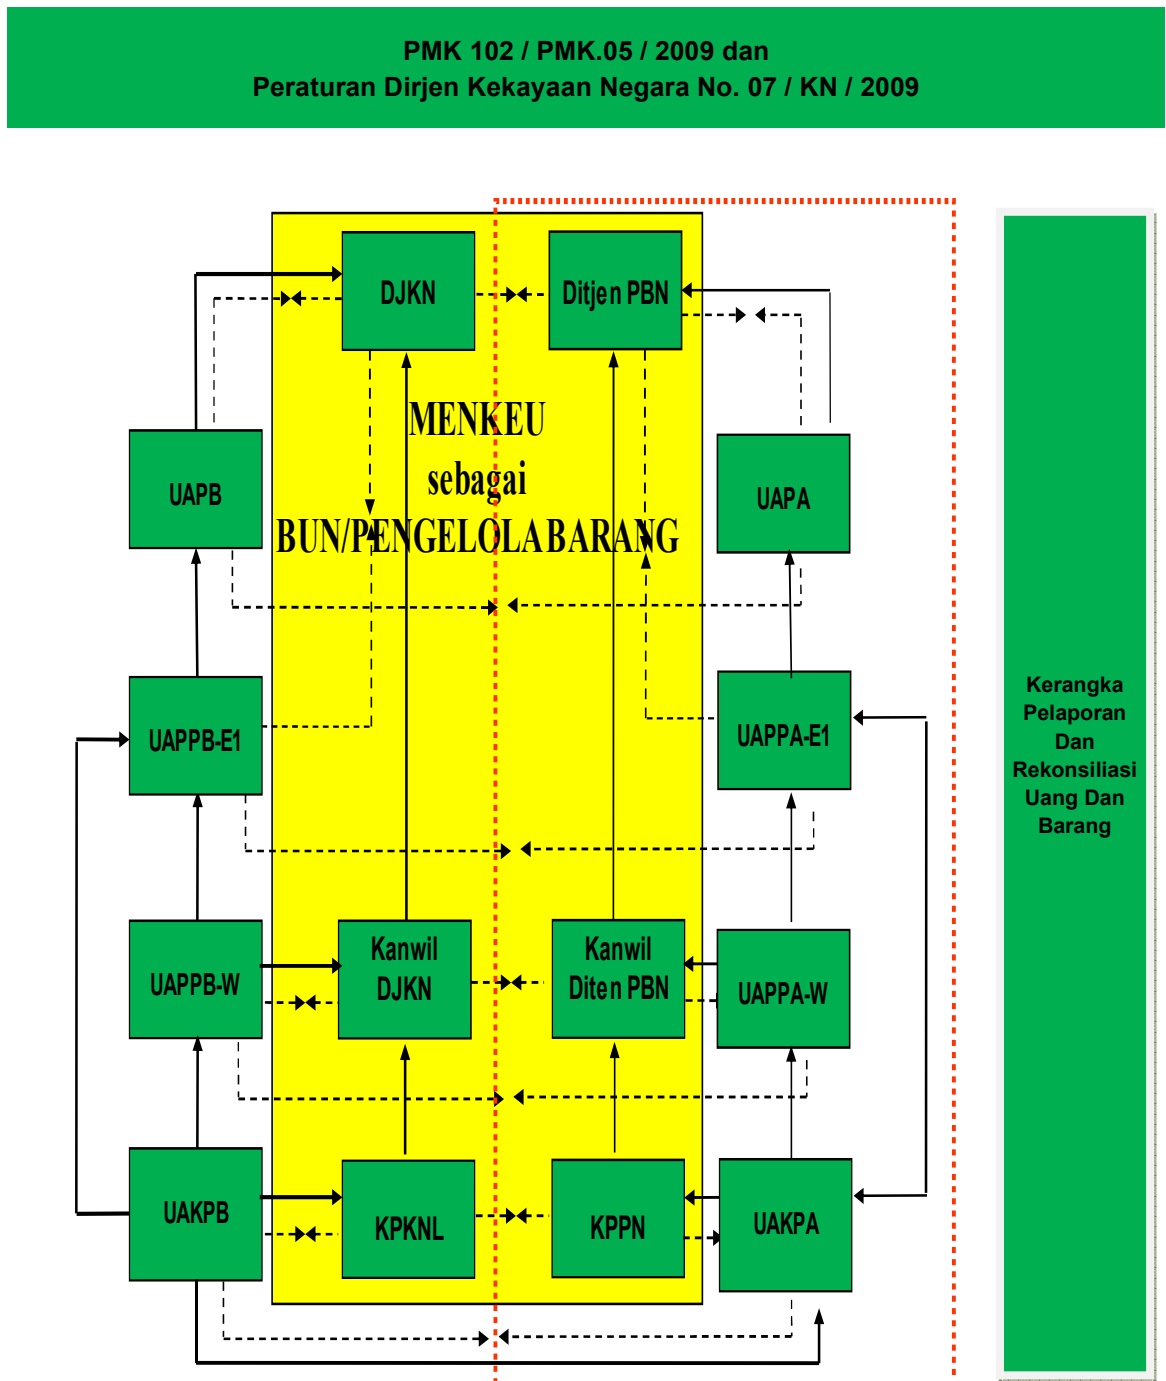 PMK 102 / PMK.05 / 2009 dan
Peraturan Dirjen Kekayaan Negara No. 07 / KN / 2009
DJKN
Ditjen PBN
MENKEU
sebagai
BUN/PENGELOLA BARANG
UAPB
UAPA
UAPPB-E1
UAPPA-E1
UAPPB-W
Kanwil
DJKN
Kanwil
Diten PBN
UAPPA-W
UAKPB
KPKNL
KPPN
UAKPA
Kerangka
Pelaporan
Dan
Rekonsiliasi
Uang Dan
Barang